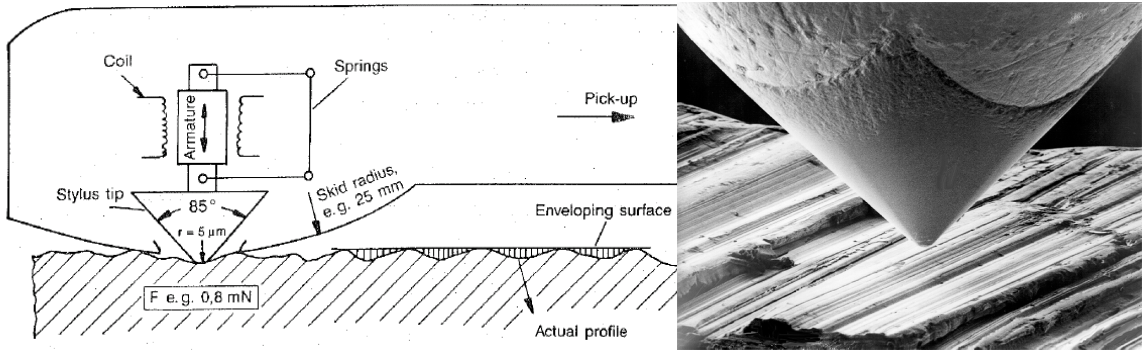 Coil
Springs
Armature
Pick-up
Stylus tip
85°
r = 5 µm
Skid radius,
e.g. 25 mm
Enveloping surface
F e.g. 0,8 mN
Actual profile